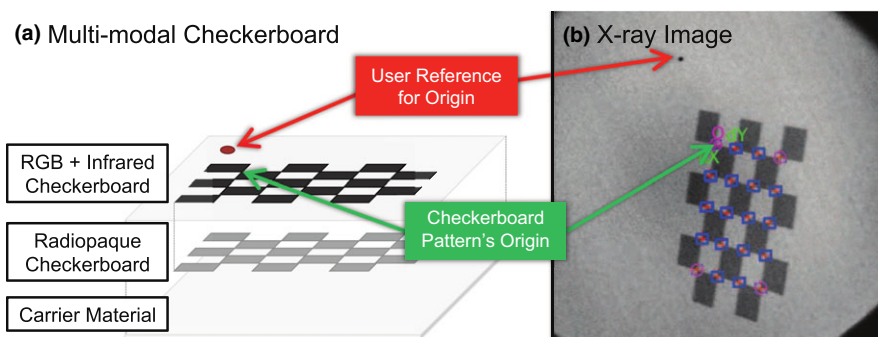 (a) Multi-modal Checkerboard
(b) X-ray Image
User Reference
for Origin
RGB + Infrared
Checkerboard
Checkerboard
Pattern's Origin
Radiopaque
Checkerboard
Carrier Material
Y
X